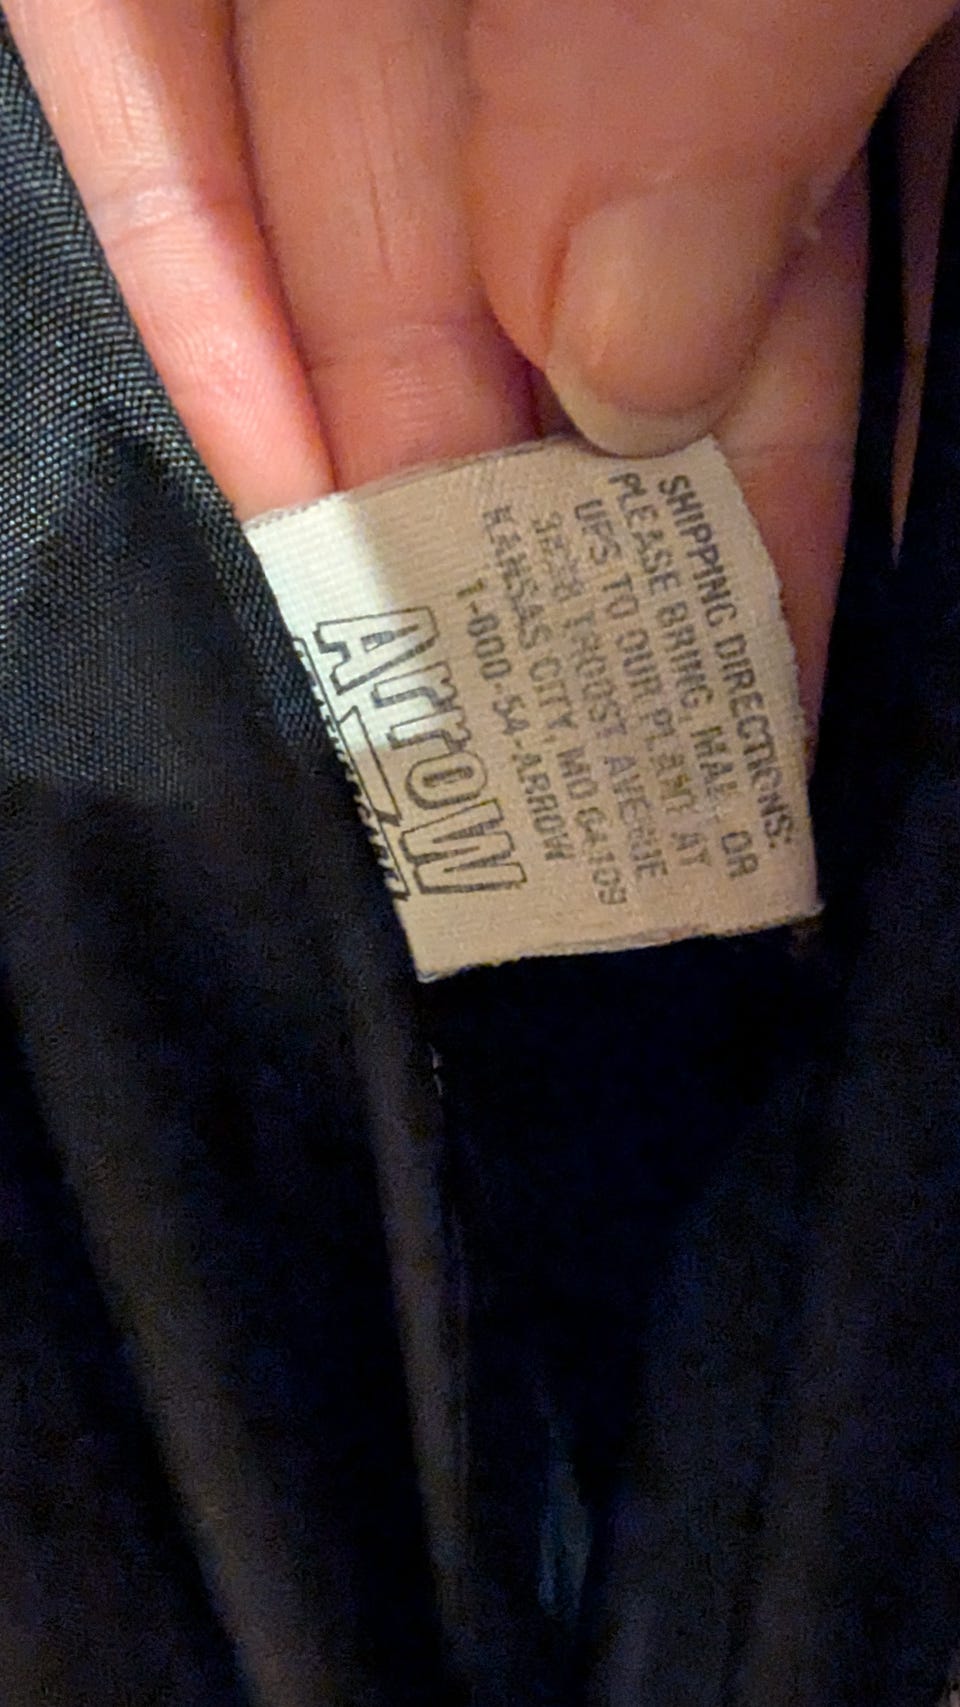 SHIPPING DIRECTIONS:
PLEASE BRING, MAIL, OR
UPS TO OUR PLANT AT
TROOST AVENUE
KANSAS CITY, MO 64109
1-800-54-ARROW
Arrow